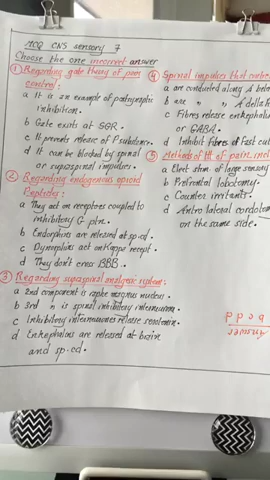 MCQ CNS sensory 7
Choose the one incorrect answer
① Regarding gate theory of pain
control:
a It is an example of postsynaptic
inhibition.
b Gate exists at SGR.
c It prevents release of P substance.
d It can be blocked by spinal
or supraspinal impulses.
② Regarding endogenous opioid
Peptides:
a They act on receptors coupled to
inhibitory G ptn.
b Endorphins are released at sp.cd.
c Dynorphins act on Kappa recept.
d They don't cross BBB.
③ Regarding supraspinal analgesic system:
a 2nd component is raphe magnus nucleus.
b 3rd " is spinal inhibitory interneuron.
c Inhibitory interneurones release serotonin.
d Enkephalins are released at brain
and sp.cd.
④ Spinal impulses that control
a are conducted along A beta
b are " " A delta
c Fibres release enkephalin
or GABA.
d Inhibit fibres of fast
⑤ Methods of ttt of pain
a Elect stim of large sensory
b Prefrontal lobotomy.
c Counter irritants.
d Antro lateral cordotomy
on the same side.
answer
a d c b d